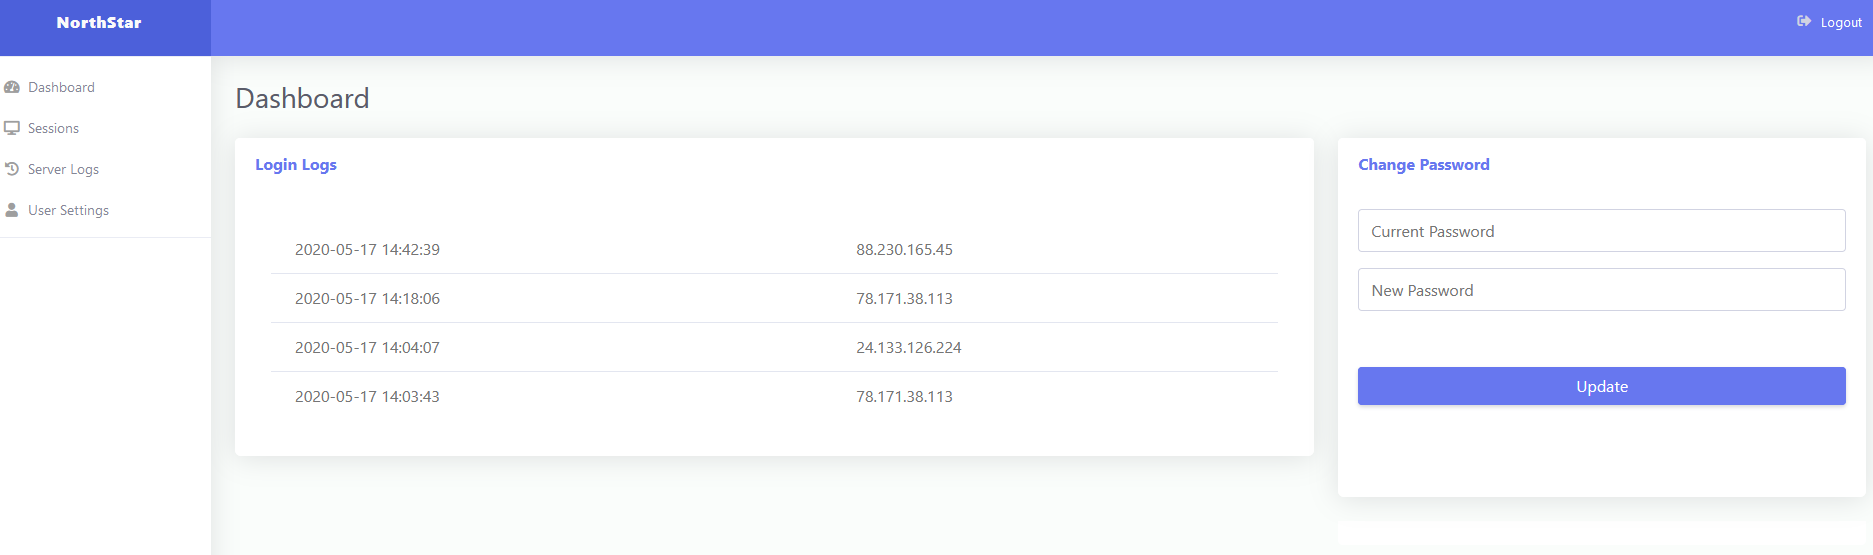 NorthStar
Logout
Dashboard
Sessions
Server Logs
User Settings
Dashboard
Login Logs
2020-05-17 14:42:39 88.230.165.45
2020-05-17 14:18:06 78.171.38.113
2020-05-17 14:04:07 24.133.126.224
2020-05-17 14:03:43 78.171.38.113
Change Password
Current Password
New Password
Update